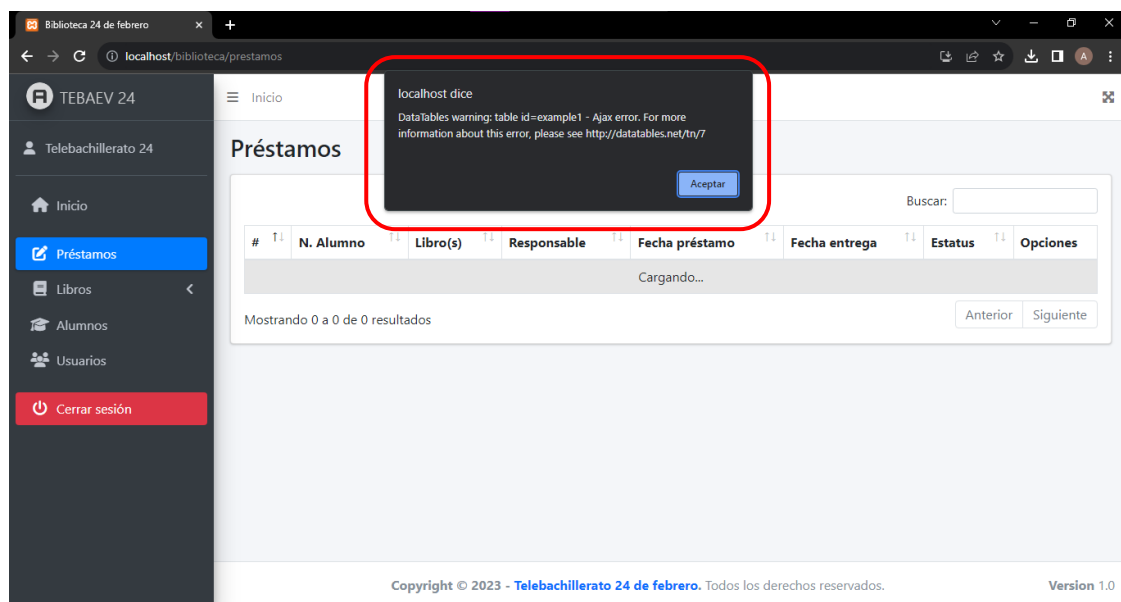 Biblioteca 24 de febrero
localhost/biblioteca/prestamos
A
TEBAEV 24
Inicio
localhost dice
DataTables warning: table id=example1 - Ajax error. For more
information about this error, please see http://datatables.net/tn/7
Aceptar
Telebachillerato 24
Préstamos
Inicio
Buscar:
# N. Alumno Libro(s) Responsable Fecha préstamo Fecha entrega Estatus Opciones
Préstamos
Cargando...
Libros
Mostrando 0 a 0 de 0 resultados
Anterior Siguiente
Alumnos
Usuarios
Cerrar sesión
Copyright © 2023 - Telebachillerato 24 de febrero. Todos los derechos reservados.
Version 1.0